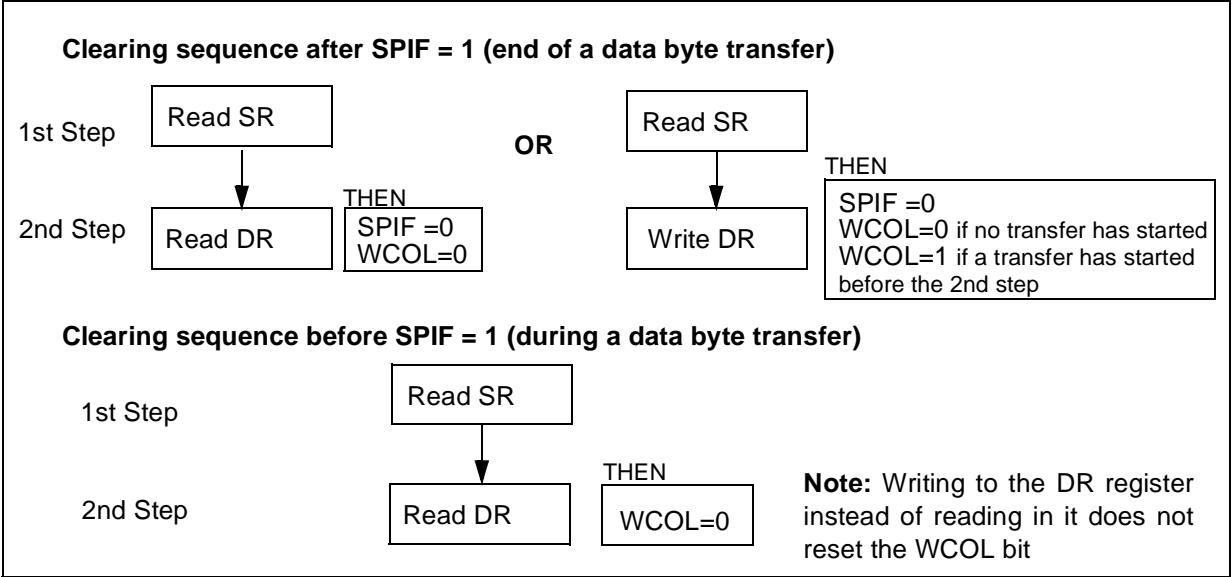 Clearing sequence after SPIF = 1 (end of a data byte transfer)
1st Step
Read SR
OR
Read SR
2nd Step
Read DR
THEN
SPIF =0
WCOL=0
Write DR
THEN
SPIF =0
WCOL=0 if no transfer has started
WCOL=1 if a transfer has started
before the 2nd step
Clearing sequence before SPIF = 1 (during a data byte transfer)
1st Step
Read SR
2nd Step
Read DR
THEN
WCOL=0
Note: Writing to the DR register
instead of reading in it does not
reset the WCOL bit